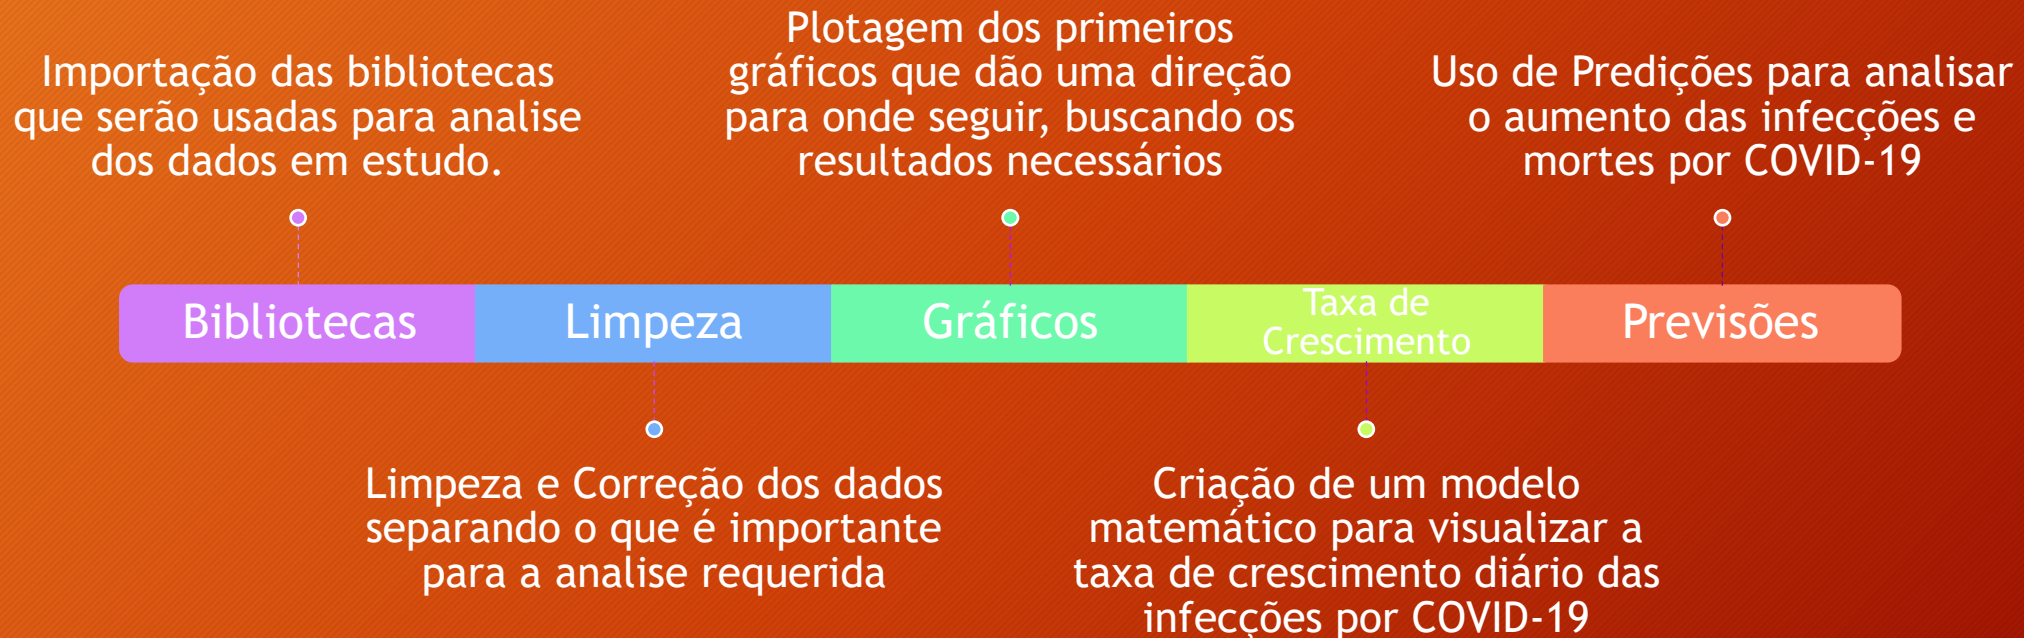 Importação das bibliotecas
que serão usadas para analise
dos dados em estudo.
Plotagem dos primeiros
gráficos que dão uma direção
para onde seguir, buscando os
resultados necessários
Uso de Predições para analisar
o aumento das infecções e
mortes por COVID-19
Bibliotecas
Limpeza
Gráficos
Taxa de
Crescimento
Previsões
Limpeza e Correção dos dados
separando o que é importante
para a analise requerida
Criação de um modelo
matemático para visualizar a
taxa de crescimento diário das
infecções por COVID-19